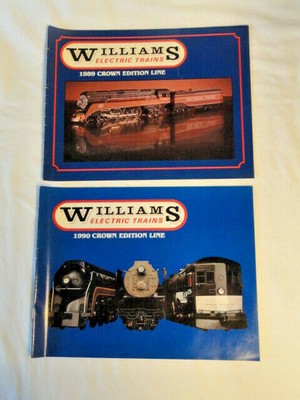 WILLIAMS
ELECTRIC TRAINS
1989 CROWN EDITION LINE
WILLIAMS
ELECTRIC TRAINS
1990 CROWN EDITION LINE